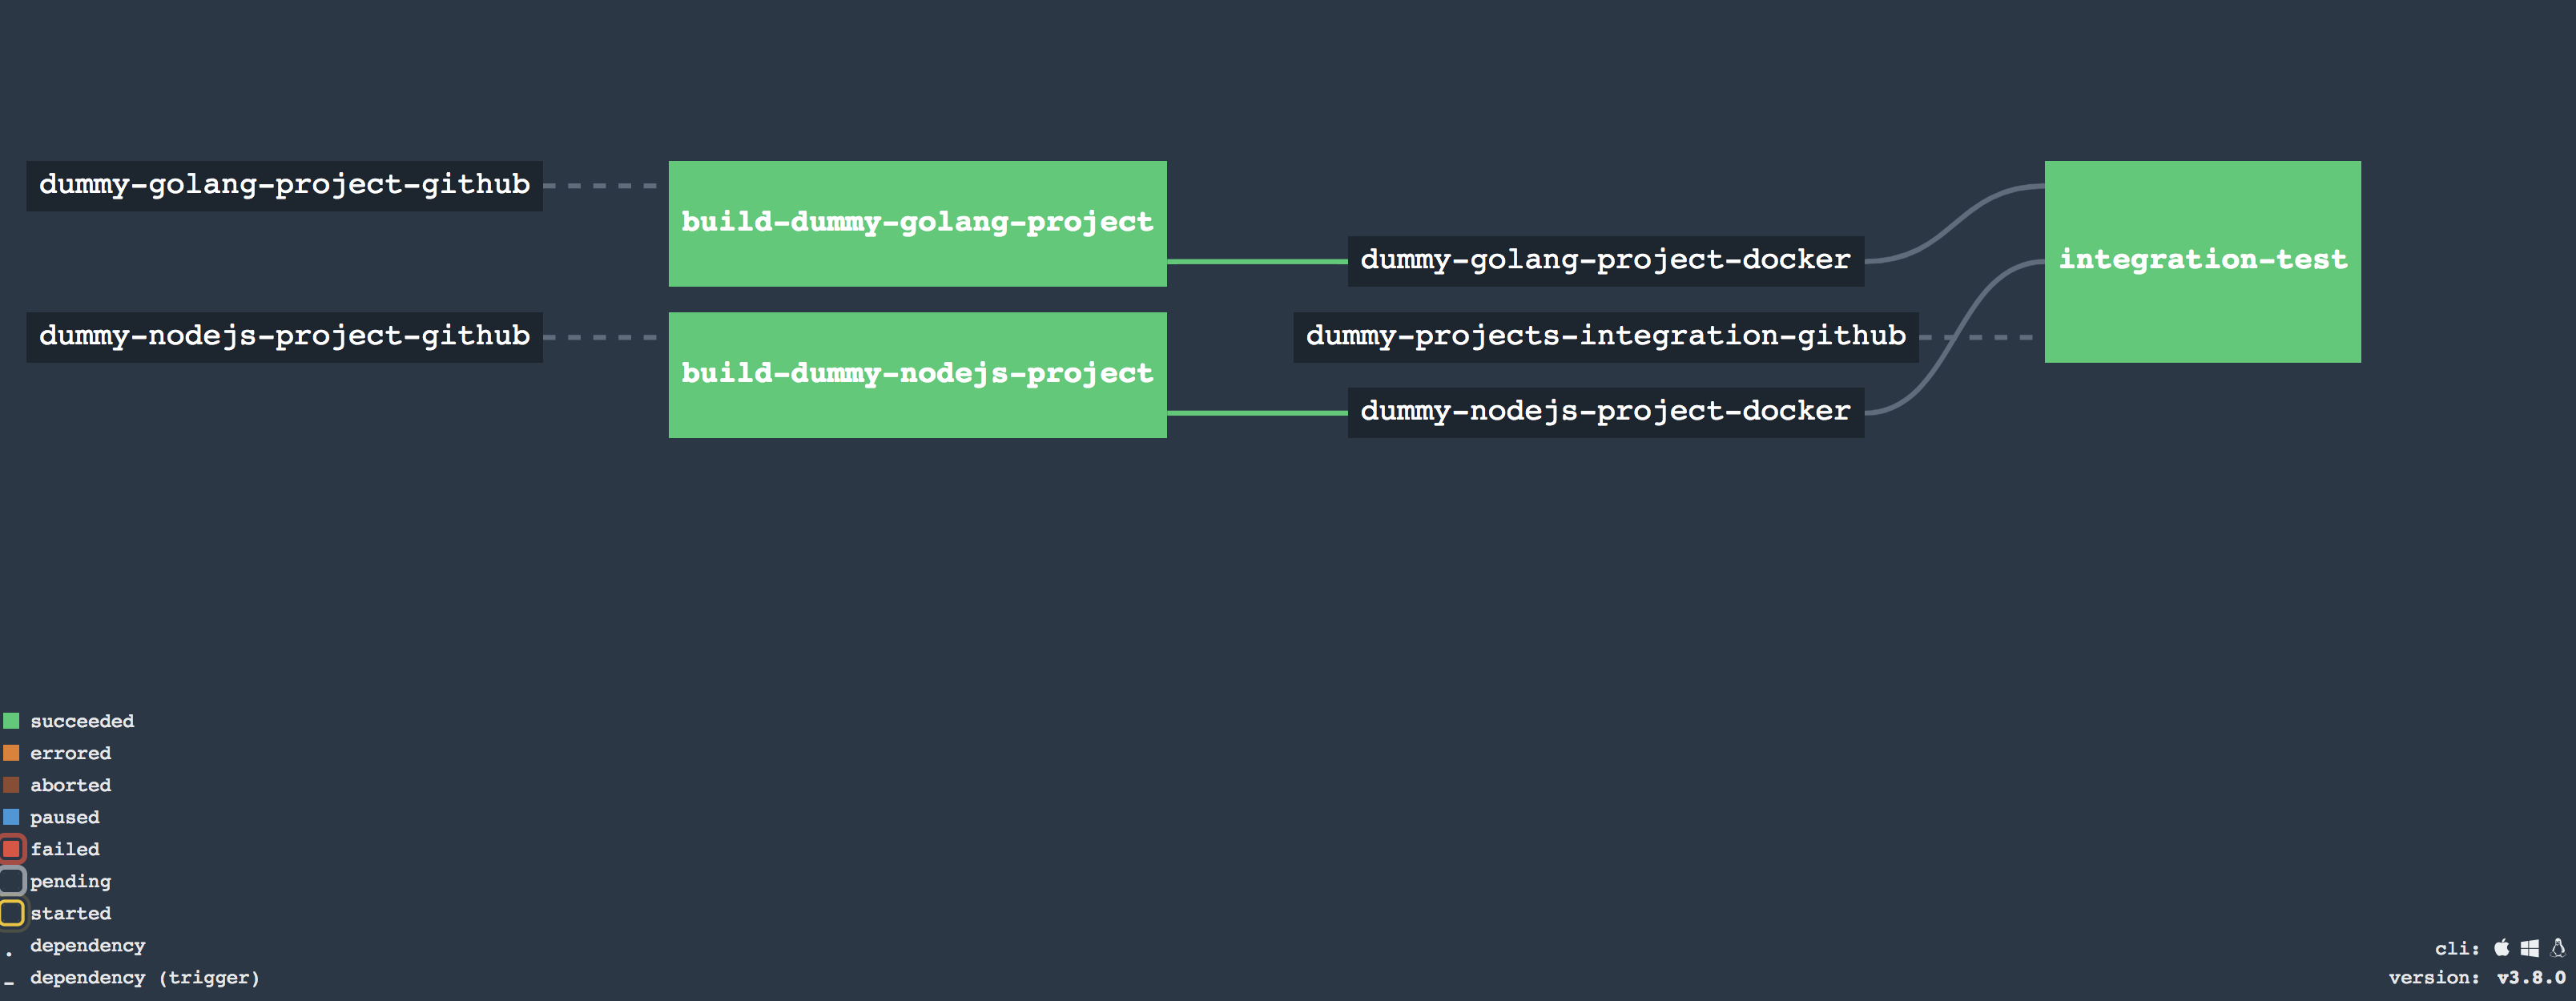 dummy-golang-project-github
build-dummy-golang-project
dummy-golang-project-docker
integration-test
dummy-nodejs-project-github
build-dummy-nodejs-project
dummy-projects-integration-github
dummy-nodejs-project-docker
succeeded
errored
aborted
paused
failed
pending
started
. dependency
- dependency (trigger)
cli:
version: v3.8.0